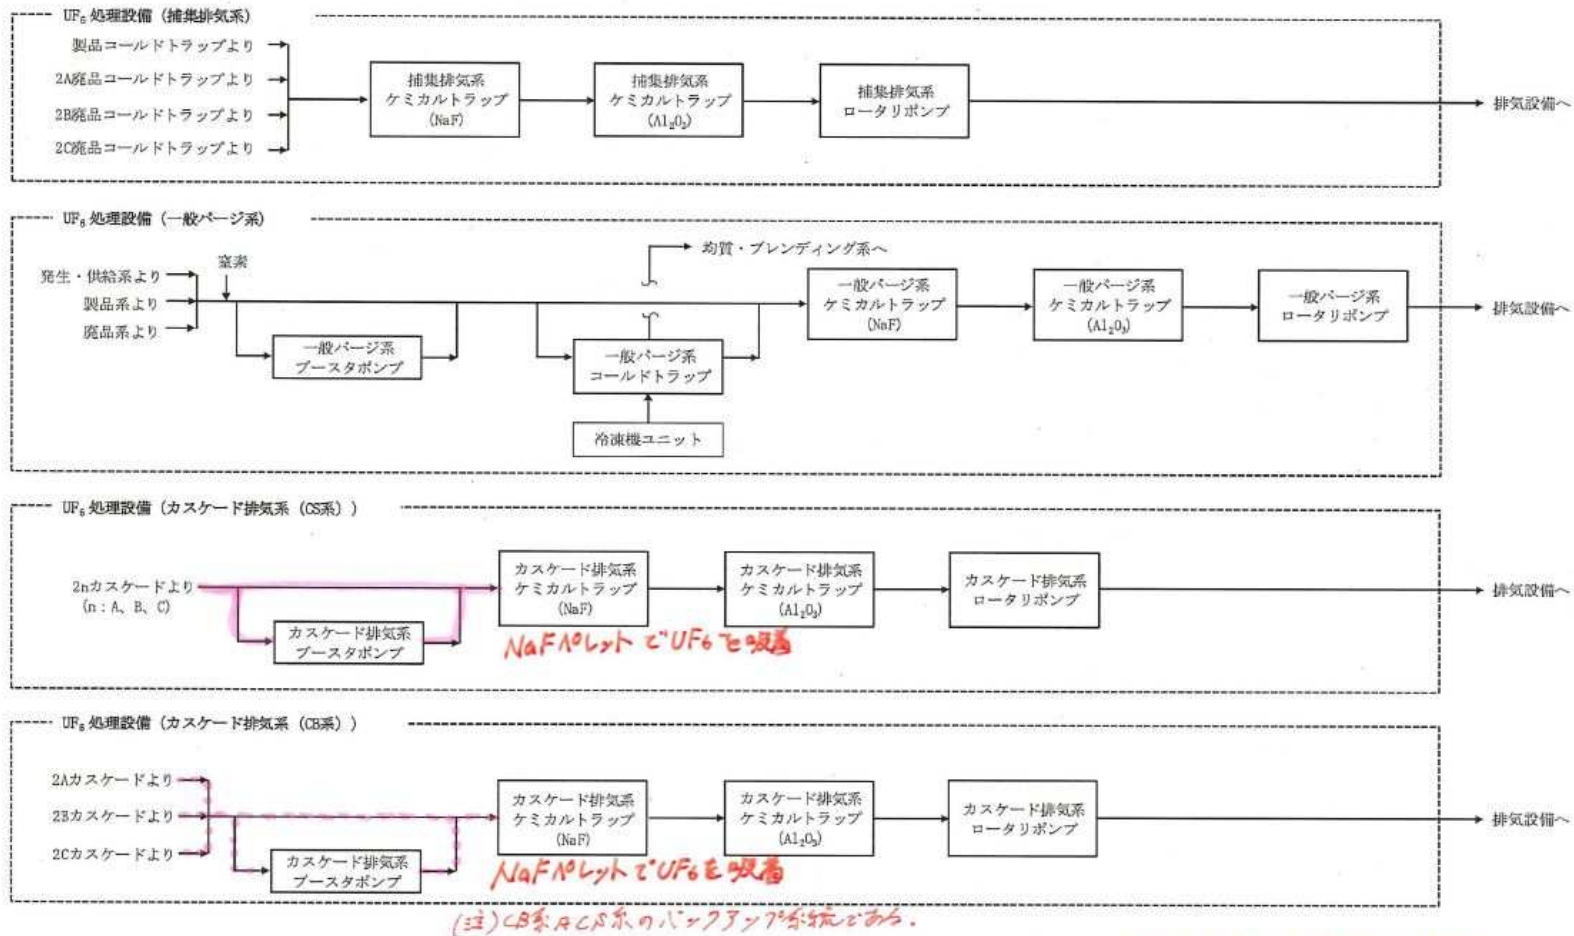 UF₆処理設備（捕集排気系）
製品コールドトラップより
2A廃品コールドトラップより
2B廃品コールドトラップより
2C廃品コールドトラップより
捕集排気系
ケミカルトラップ
(NaF)
捕集排気系
ケミカルトラップ
(Al₂O₃)
捕集排気系
ロータリポンプ
排気設備へ
UF₆処理設備（一般パージ系）
発生・供給系より
製品系より
廃品系より
窒素
一般パージ系
ブースタポンプ
均質・ブレンディング系へ
一般パージ系
コールドトラップ
冷凍機ユニット
一般パージ系
ケミカルトラップ
(NaF)
一般パージ系
ケミカルトラップ
(Al₂O₃)
一般パージ系
ロータリポンプ
排気設備へ
UF₆処理設備（カスケード排気系（CS系））
2nカスケードより
(n：A、B、C)
カスケード排気系
ブースタポンプ
カスケード排気系
ケミカルトラップ
(NaF)
NaFペレットでUF₆を吸着
カスケード排気系
ケミカルトラップ
(Al₂O₃)
カスケード排気系
ロータリポンプ
排気設備へ
UF₆処理設備（カスケード排気系（CB系））
2Aカスケードより
2Bカスケードより
2Cカスケードより
カスケード排気系
ブースタポンプ
カスケード排気系
ケミカルトラップ
(NaF)
NaFペレットでUF₆を吸着
カスケード排気系
ケミカルトラップ
(Al₂O₃)
カスケード排気系
ロータリポンプ
排気設備へ
(注)CB系はCS系のバックアップ系統である.